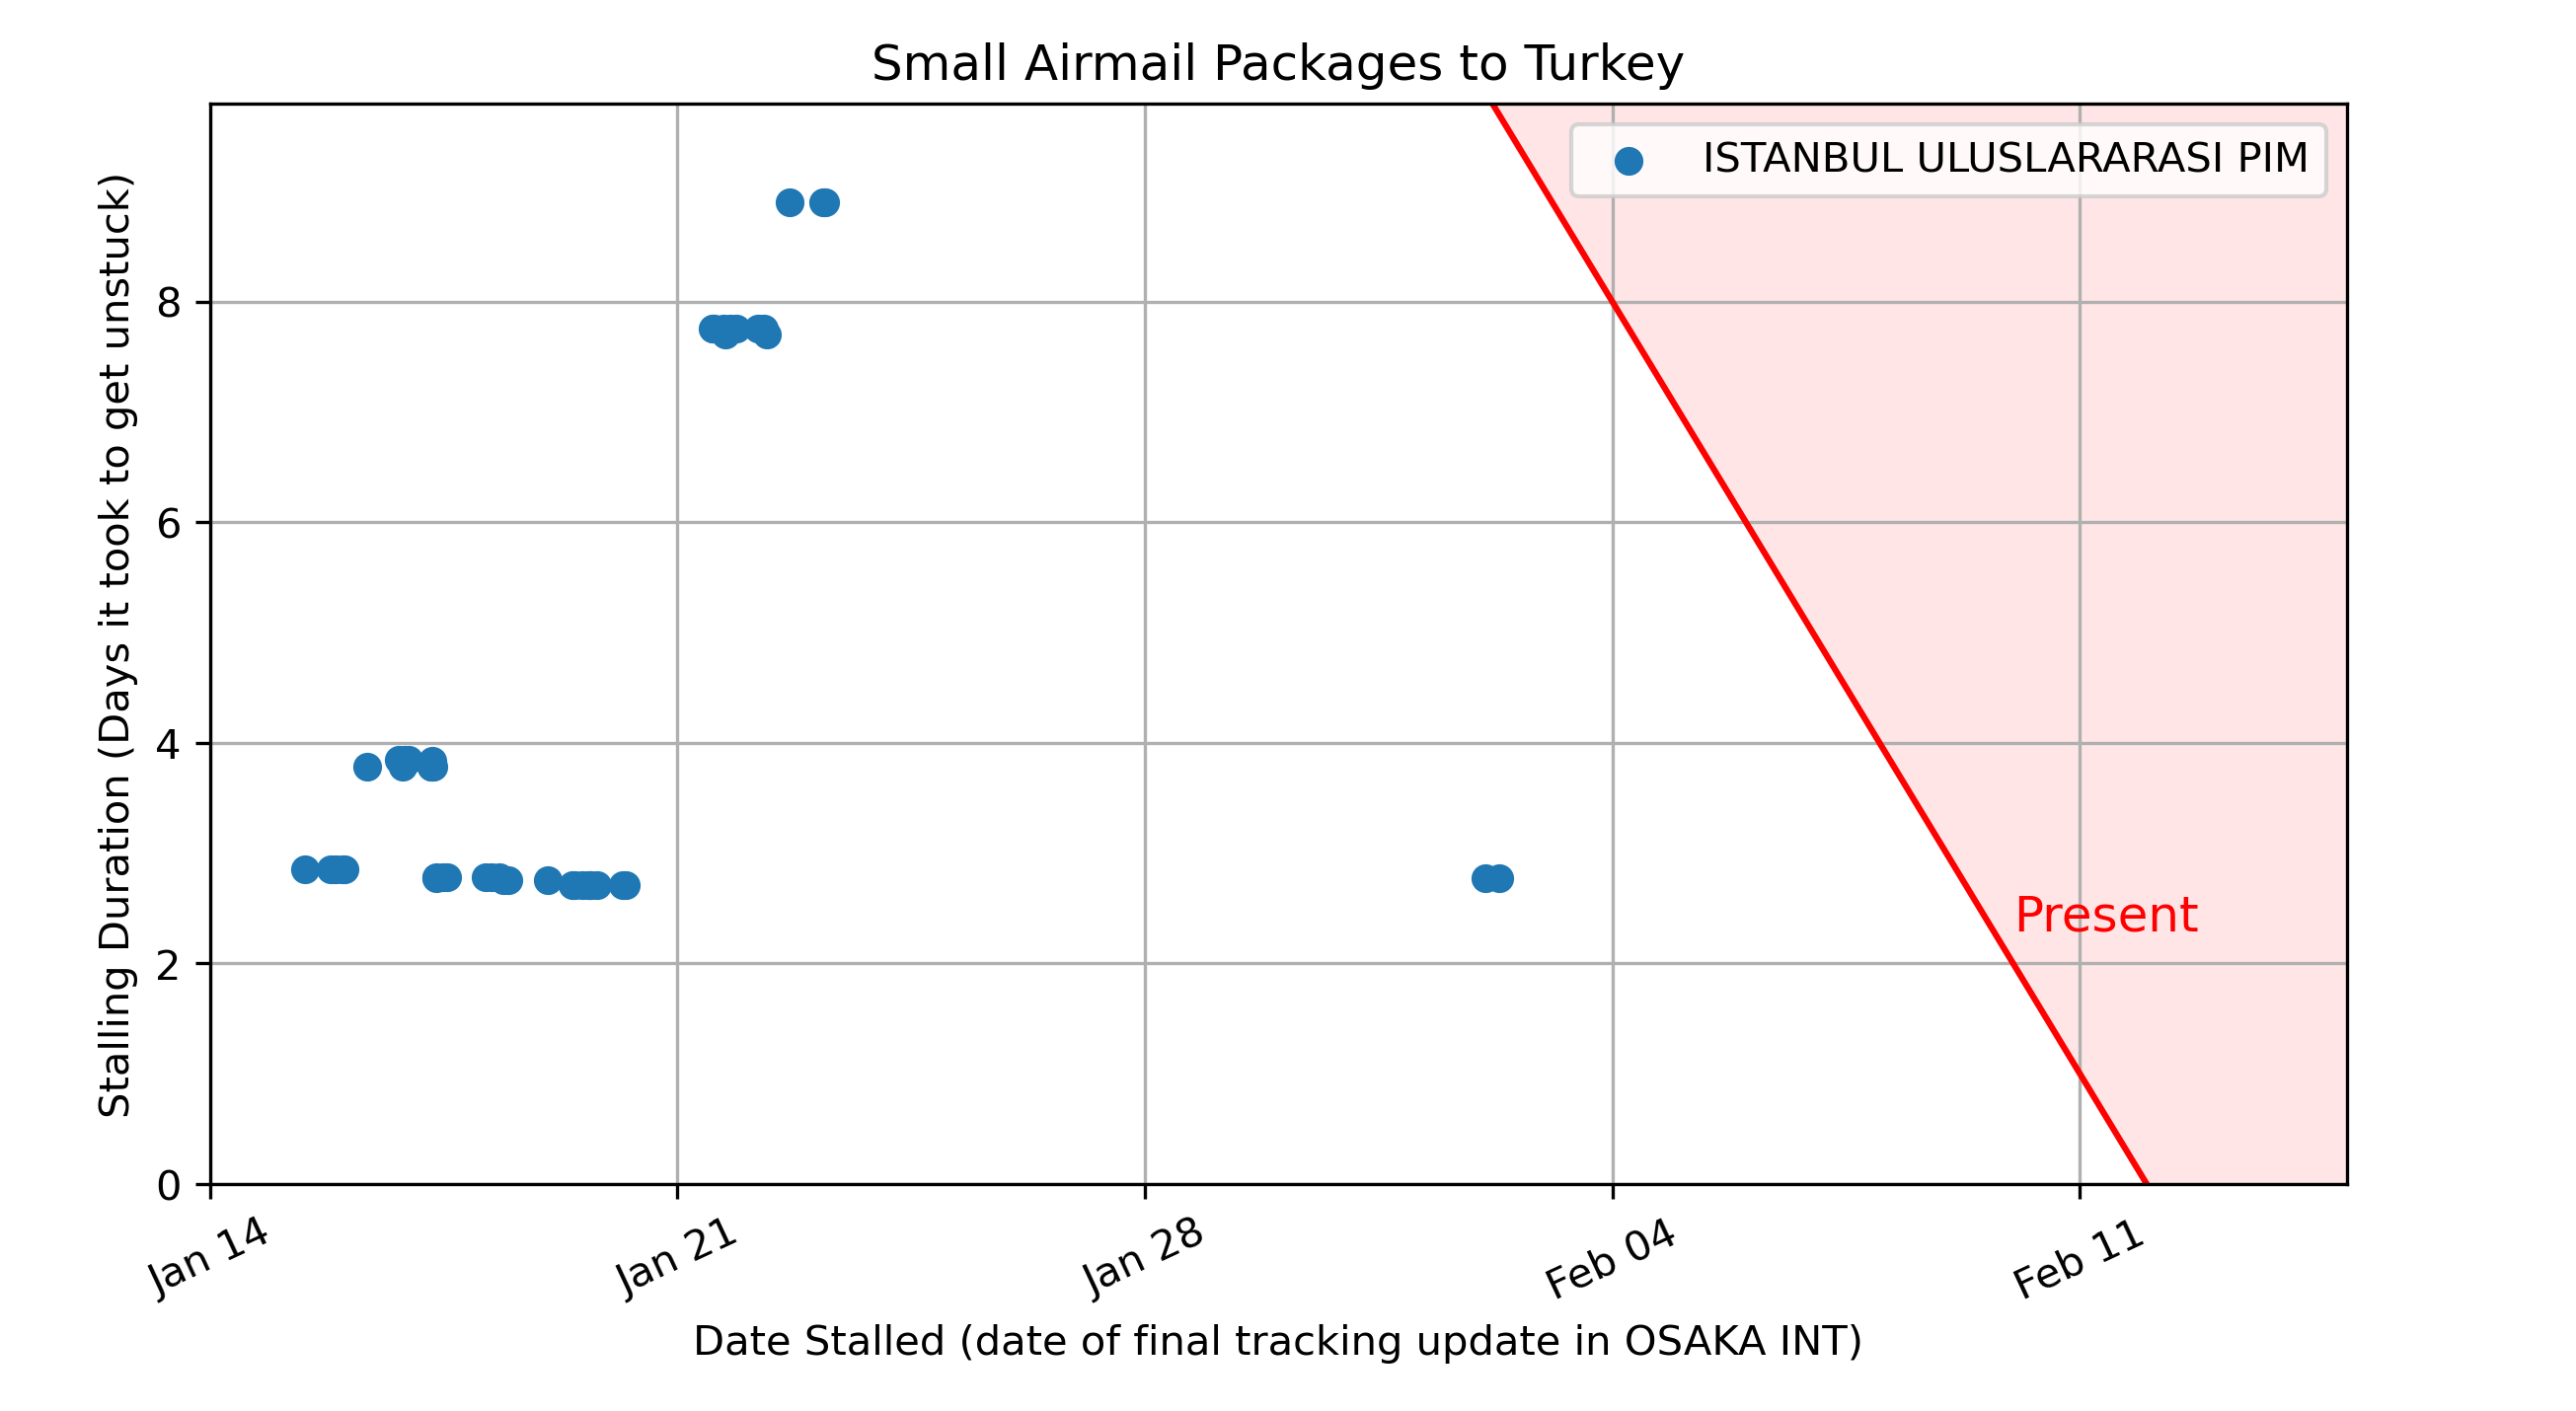 Small Airmail Packages to Turkey
ISTANBUL ULUSLARARASI PIM
Stalling Duration (Days it took to get unstuck)
8
6
4
2
0
Present
Jan 14
Jan 21
Jan 28
Feb 04
Feb 11
Date Stalled (date of final tracking update in OSAKA INT)